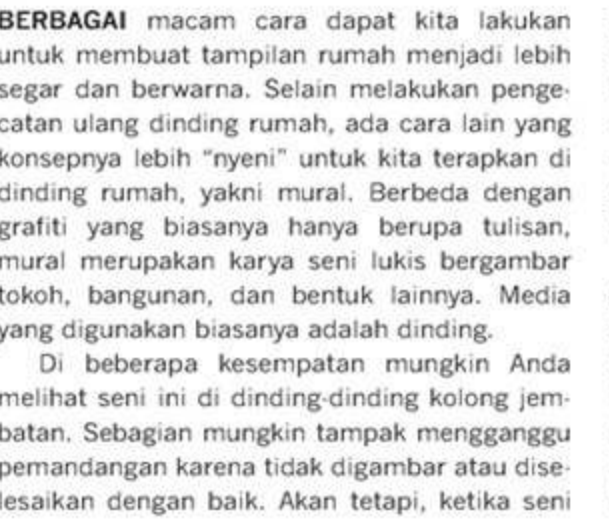 BERBAGAI macam cara dapat kita lakukan
untuk membuat tampilan rumah menjadi lebih
segar dan berwarna. Selain melakukan penge-
catan ulang dinding rumah, ada cara lain yang
konsepnya lebih "nyeni" untuk kita terapkan di
dinding rumah, yakni mural. Berbeda dengan
grafiti yang biasanya hanya berupa tulisan,
mural merupakan karya seni lukis bergambar
tokoh, bangunan, dan bentuk lainnya. Media
yang digunakan biasanya adalah dinding.
Di beberapa kesempatan mungkin Anda
melihat seni ini di dinding-dinding kolong jem-
batan. Sebagian mungkin tampak mengganggu
pemandangan karena tidak digambar atau dise-
lesaikan dengan baik. Akan tetapi, ketika seni